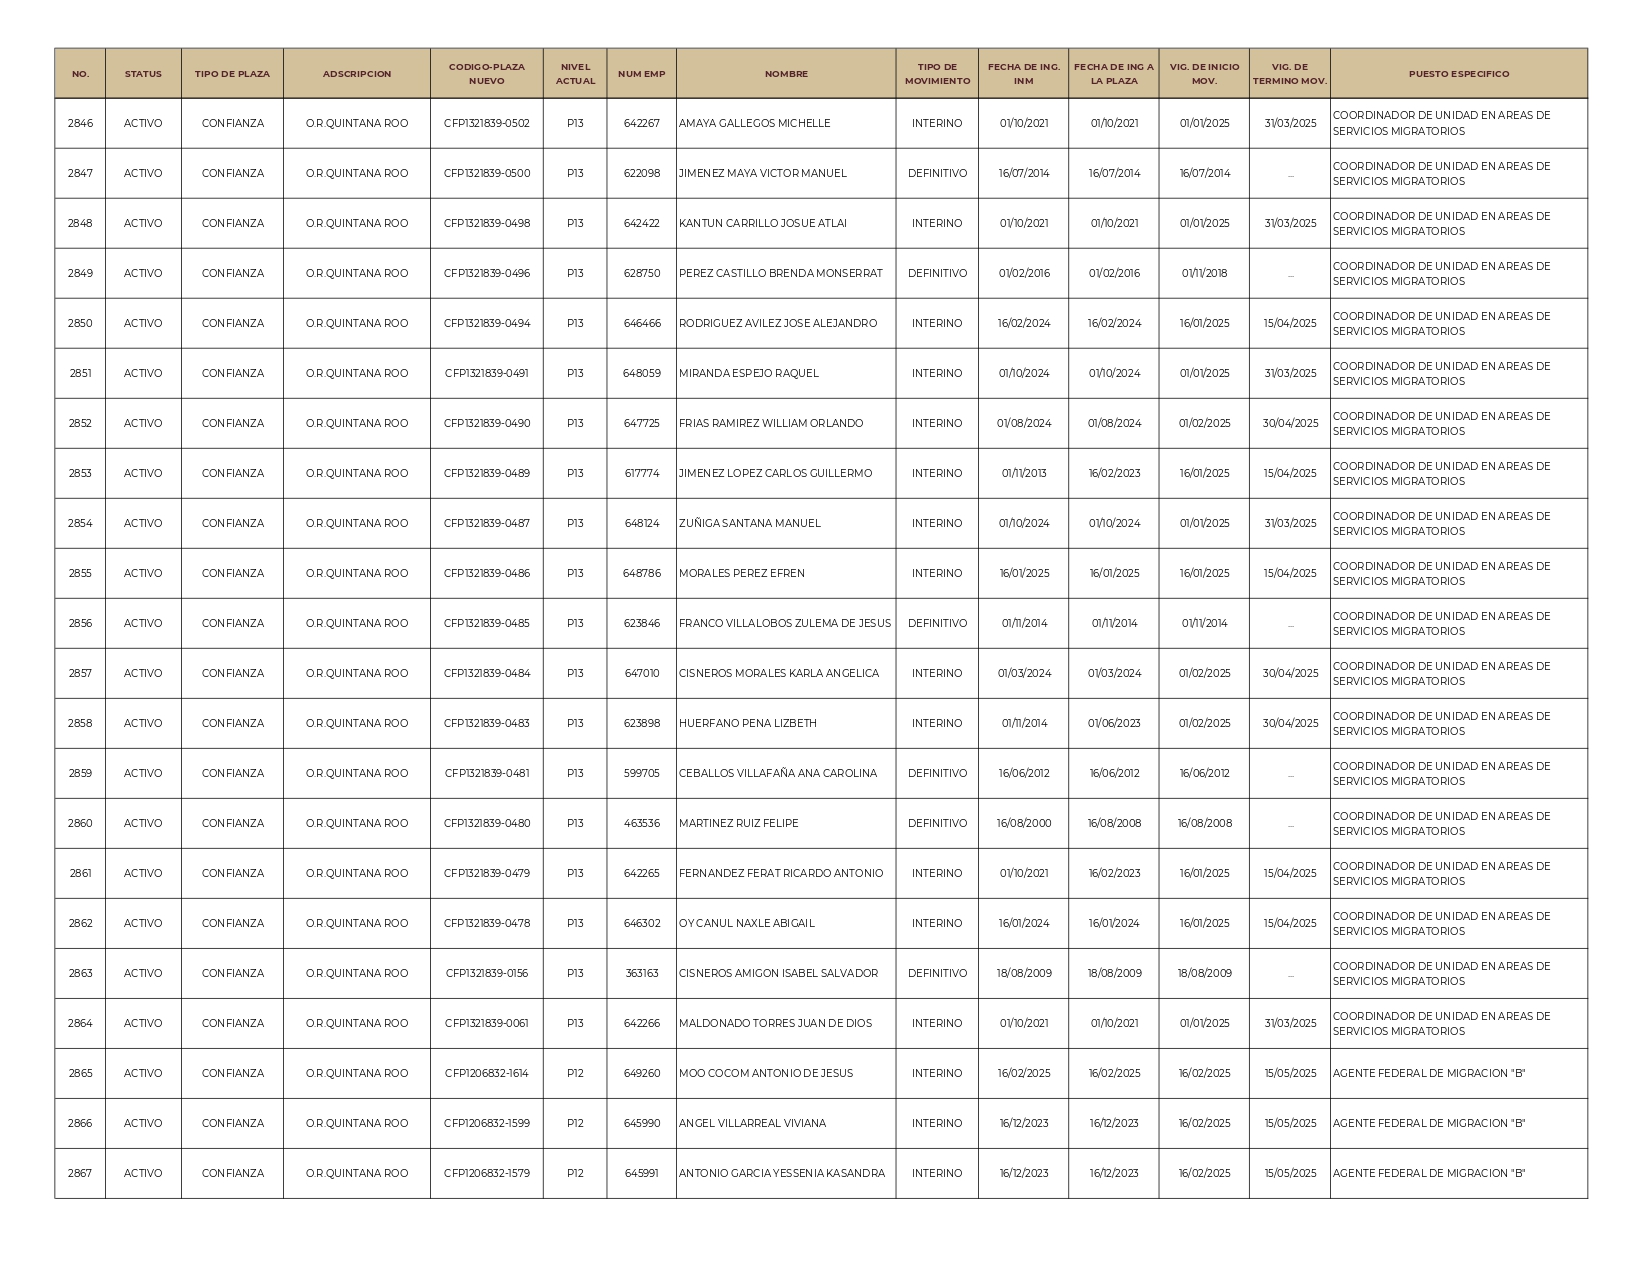 NO. STATUS TIPO DE PLAZA ADSCRIPCION CODIGO-PLAZA NUEVO NIVEL ACTUAL NUM EMP NOMBRE TIPO DE MOVIMIENTO FECHA DE ING. INM FECHA DE ING A LA PLAZA VIG. DE INICIO MOV. VIG. DE TERMINO MOV. PUESTO ESPECIFICO
2846 ACTIVO CONFIANZA O.R.QUINTANA ROO CFP1321839-0502 P13 642267 AMAYA GALLEGOS MICHELLE INTERINO 01/10/2021 01/10/2021 01/01/2025 31/03/2025 COORDINADOR DE UNIDAD EN AREAS DE SERVICIOS MIGRATORIOS
2847 ACTIVO CONFIANZA O.R.QUINTANA ROO CFP1321839-0500 P13 622098 JIMENEZ MAYA VICTOR MANUEL DEFINITIVO 16/07/2014 16/07/2014 16/07/2014 ... COORDINADOR DE UNIDAD EN AREAS DE SERVICIOS MIGRATORIOS
2848 ACTIVO CONFIANZA O.R.QUINTANA ROO CFP1321839-0498 P13 642422 KANTUN CARRILLO JOSUE ATLAI INTERINO 01/10/2021 01/10/2021 01/01/2025 31/03/2025 COORDINADOR DE UNIDAD EN AREAS DE SERVICIOS MIGRATORIOS
2849 ACTIVO CONFIANZA O.R.QUINTANA ROO CFP1321839-0496 P13 628750 PEREZ CASTILLO BRENDA MONSERRAT DEFINITIVO 01/02/2016 01/02/2016 01/11/2018 ... COORDINADOR DE UNIDAD EN AREAS DE SERVICIOS MIGRATORIOS
2850 ACTIVO CONFIANZA O.R.QUINTANA ROO CFP1321839-0494 P13 646466 RODRIGUEZ AVILEZ JOSE ALEJANDRO INTERINO 16/02/2024 16/02/2024 16/01/2025 15/04/2025 COORDINADOR DE UNIDAD EN AREAS DE SERVICIOS MIGRATORIOS
2851 ACTIVO CONFIANZA O.R.QUINTANA ROO CFP1321839-0491 P13 648059 MIRANDA ESPEJO RAQUEL INTERINO 01/10/2024 01/10/2024 01/01/2025 31/03/2025 COORDINADOR DE UNIDAD EN AREAS DE SERVICIOS MIGRATORIOS
2852 ACTIVO CONFIANZA O.R.QUINTANA ROO CFP1321839-0490 P13 647725 FRIAS RAMIREZ WILLIAM ORLANDO INTERINO 01/08/2024 01/08/2024 01/02/2025 30/04/2025 COORDINADOR DE UNIDAD EN AREAS DE SERVICIOS MIGRATORIOS
2853 ACTIVO CONFIANZA O.R.QUINTANA ROO CFP1321839-0489 P13 617774 JIMENEZ LOPEZ CARLOS GUILLERMO INTERINO 01/11/2013 16/02/2023 16/01/2025 15/04/2025 COORDINADOR DE UNIDAD EN AREAS DE SERVICIOS MIGRATORIOS
2854 ACTIVO CONFIANZA O.R.QUINTANA ROO CFP1321839-0487 P13 648124 ZUÑIGA SANTANA MANUEL INTERINO 01/10/2024 01/10/2024 01/01/2025 31/03/2025 COORDINADOR DE UNIDAD EN AREAS DE SERVICIOS MIGRATORIOS
2855 ACTIVO CONFIANZA O.R.QUINTANA ROO CFP1321839-0486 P13 648786 MORALES PEREZ EFREN INTERINO 16/01/2025 16/01/2025 16/01/2025 15/04/2025 COORDINADOR DE UNIDAD EN AREAS DE SERVICIOS MIGRATORIOS
2856 ACTIVO CONFIANZA O.R.QUINTANA ROO CFP1321839-0485 P13 623846 FRANCO VILLALOBOS ZULEMA DE JESUS DEFINITIVO 01/11/2014 01/11/2014 01/11/2014 ... COORDINADOR DE UNIDAD EN AREAS DE SERVICIOS MIGRATORIOS
2857 ACTIVO CONFIANZA O.R.QUINTANA ROO CFP1321839-0484 P13 647010 CISNEROS MORALES KARLA ANGELICA INTERINO 01/03/2024 01/03/2024 01/02/2025 30/04/2025 COORDINADOR DE UNIDAD EN AREAS DE SERVICIOS MIGRATORIOS
2858 ACTIVO CONFIANZA O.R.QUINTANA ROO CFP1321839-0483 P13 623898 HUERFANO PENA LIZBETH INTERINO 01/11/2014 01/06/2023 01/02/2025 30/04/2025 COORDINADOR DE UNIDAD EN AREAS DE SERVICIOS MIGRATORIOS
2859 ACTIVO CONFIANZA O.R.QUINTANA ROO CFP1321839-0481 P13 599705 CEBALLOS VILLAFAÑA ANA CAROLINA DEFINITIVO 16/06/2012 16/06/2012 16/06/2012 ... COORDINADOR DE UNIDAD EN AREAS DE SERVICIOS MIGRATORIOS
2860 ACTIVO CONFIANZA O.R.QUINTANA ROO CFP1321839-0480 P13 463536 MARTINEZ RUIZ FELIPE DEFINITIVO 16/08/2000 16/08/2008 16/08/2008 ... COORDINADOR DE UNIDAD EN AREAS DE SERVICIOS MIGRATORIOS
2861 ACTIVO CONFIANZA O.R.QUINTANA ROO CFP1321839-0479 P13 642265 FERNANDEZ FERAT RICARDO ANTONIO INTERINO 01/10/2021 16/02/2023 16/01/2025 15/04/2025 COORDINADOR DE UNIDAD EN AREAS DE SERVICIOS MIGRATORIOS
2862 ACTIVO CONFIANZA O.R.QUINTANA ROO CFP1321839-0478 P13 646302 OY CANUL NAXLE ABIGAIL INTERINO 16/01/2024 16/01/2024 16/01/2025 15/04/2025 COORDINADOR DE UNIDAD EN AREAS DE SERVICIOS MIGRATORIOS
2863 ACTIVO CONFIANZA O.R.QUINTANA ROO CFP1321839-0156 P13 363163 CISNEROS AMIGON ISABEL SALVADOR DEFINITIVO 18/08/2009 18/08/2009 18/08/2009 ... COORDINADOR DE UNIDAD EN AREAS DE SERVICIOS MIGRATORIOS
2864 ACTIVO CONFIANZA O.R.QUINTANA ROO CFP1321839-0061 P13 642266 MALDONADO TORRES JUAN DE DIOS INTERINO 01/10/2021 01/10/2021 01/01/2025 31/03/2025 COORDINADOR DE UNIDAD EN AREAS DE SERVICIOS MIGRATORIOS
2865 ACTIVO CONFIANZA O.R.QUINTANA ROO CFP1206832-1614 P12 649260 MOO COCOM ANTONIO DE JESUS INTERINO 16/02/2025 16/02/2025 16/02/2025 15/05/2025 AGENTE FEDERAL DE MIGRACION "B"
2866 ACTIVO CONFIANZA O.R.QUINTANA ROO CFP1206832-1599 P12 645990 ANGEL VILLARREAL VIVIANA INTERINO 16/12/2023 16/12/2023 16/02/2025 15/05/2025 AGENTE FEDERAL DE MIGRACION "B"
2867 ACTIVO CONFIANZA O.R.QUINTANA ROO CFP1206832-1579 P12 645991 ANTONIO GARCIA YESSENIA KASANDRA INTERINO 16/12/2023 16/12/2023 16/02/2025 15/05/2025 AGENTE FEDERAL DE MIGRACION "B"